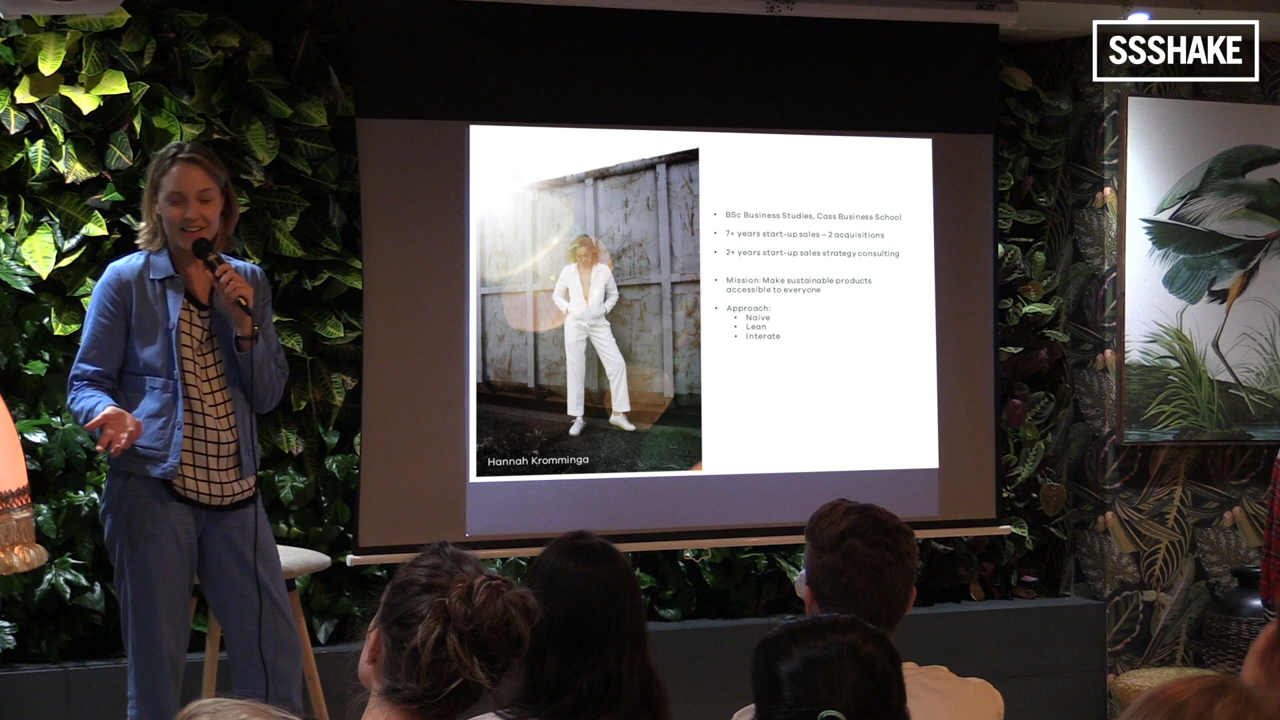 SSSHAKE
acer
• BSc Business Studies, Cass Business School
• 7+ years start-up sales – 2 acquisitions
• 2+ years start-up sales strategy consulting
• Mission: Make sustainable products
accessible to everyone
• Approach:
• Naive
• Lean
• Interate
Hannah Kromminga